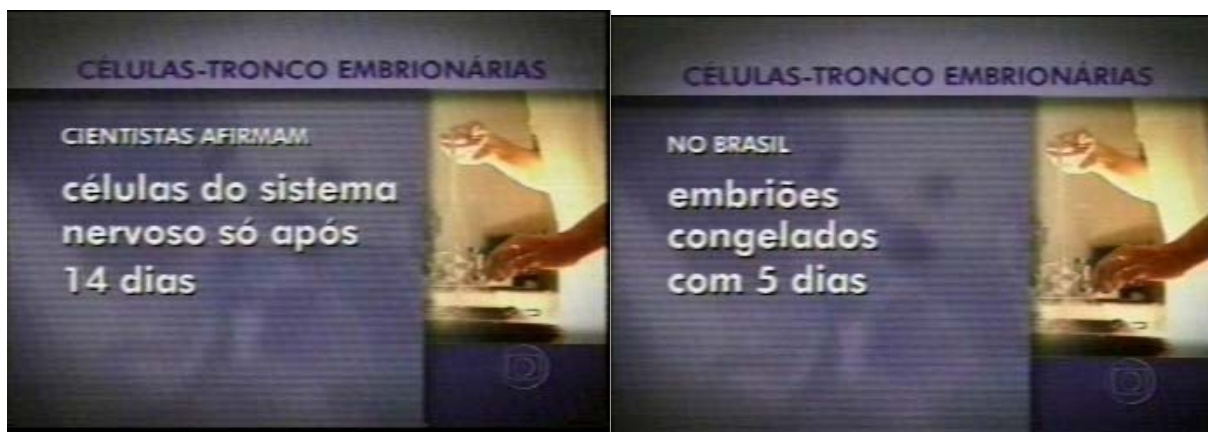 CÉLULAS-TRONCO EMBRIONÁRIAS
CIENTISTAS AFIRMAM
células do sistema
nervoso só após
14 dias
CÉLULAS-TRONCO EMBRIONÁRIAS
NO BRASIL
embriões
congelados
com 5 dias